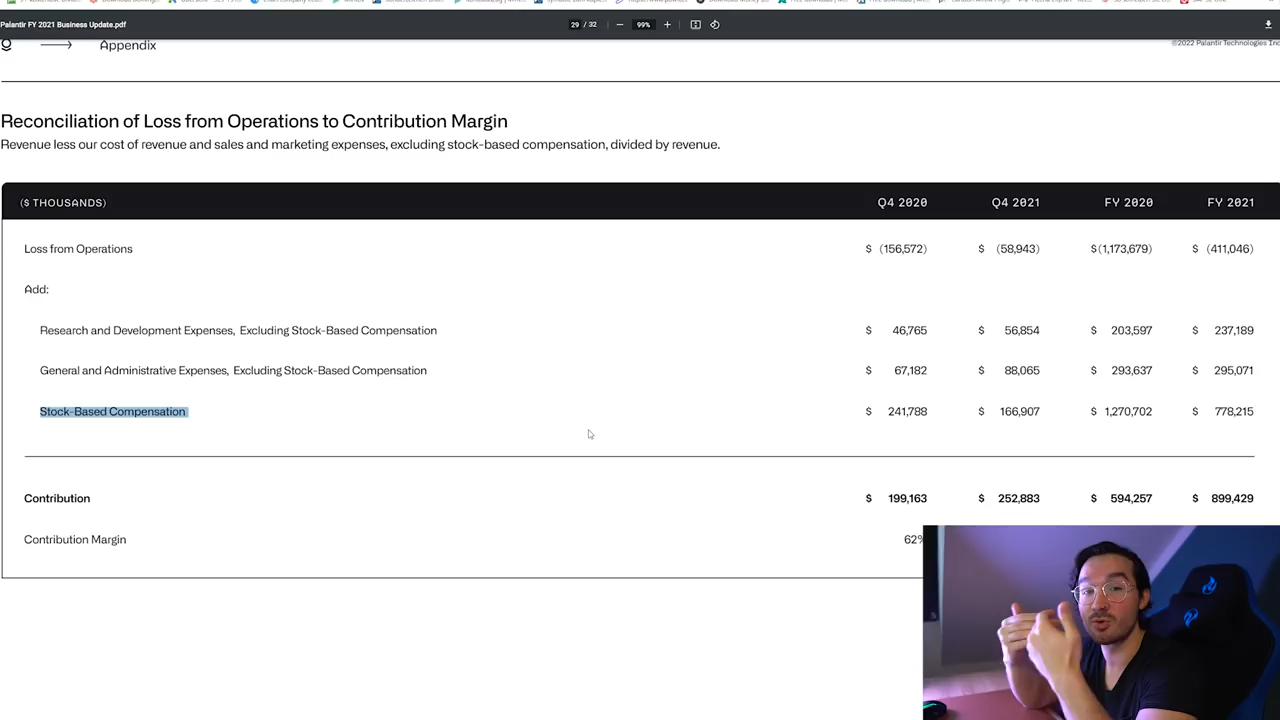 Palantir FY 2021 Business Update.pdf
29 / 32
99%
Appendix
©2022 Palantir Technologies Inc
Reconciliation of Loss from Operations to Contribution Margin
Revenue less our cost of revenue and sales and marketing expenses, excluding stock-based compensation, divided by revenue.
($ THOUSANDS) Q4 2020 Q4 2021 FY 2020 FY 2021
Loss from Operations $ (156,572) $ (58,943) $(1,173,679) $ (411,046)
Add:
Research and Development Expenses, Excluding Stock-Based Compensation $ 46,765 $ 56,854 $ 203,597 $ 237,189
General and Administrative Expenses, Excluding Stock-Based Compensation $ 67,182 $ 88,065 $ 293,637 $ 295,071
Stock-Based Compensation $ 241,788 $ 166,907 $ 1,270,702 $ 778,215
Contribution $ 199,163 $ 252,883 $ 594,257 $ 899,429
Contribution Margin 62%